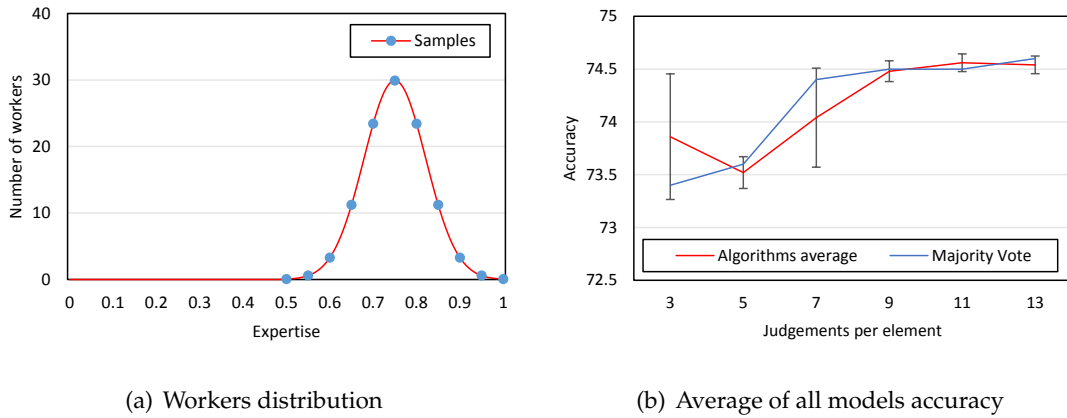 40
30
20
10
0
Number of workers
Samples
0 0.1 0.2 0.3 0.4 0.5 0.6 0.7 0.8 0.9 1
Expertise
(a) Workers distribution
75
74.5
74
73.5
73
72.5
Accuracy
Algorithms average Majority Vote
3 5 7 9 11 13
Judgements per element
(b) Average of all models accuracy